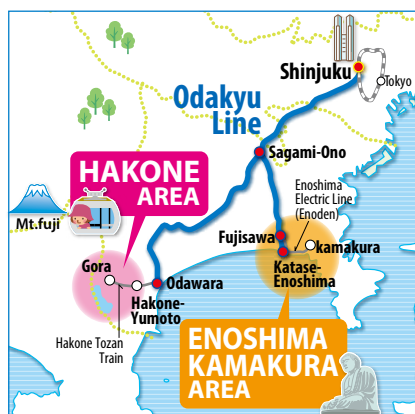 Shinjuku
Tokyo
Odakyu
Line
Sagami-Ono
HAKONE
AREA
Enoshima
Electric Line
(Enoden)
Mt.fuji
Fujisawa
kamakura
Gora
Katase-
Enoshima
Odawara
Hakone-
Yumoto
Hakone Tozan
Train
ENOSHIMA
KAMAKURA
AREA